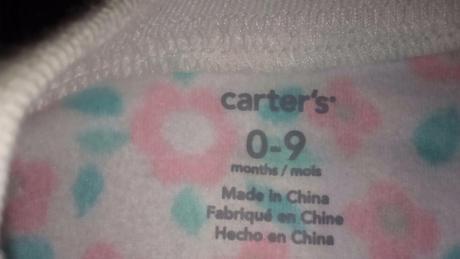 carter's
0-9
months / mois
Made in China
Fabriqué en Chine
Hecho en China